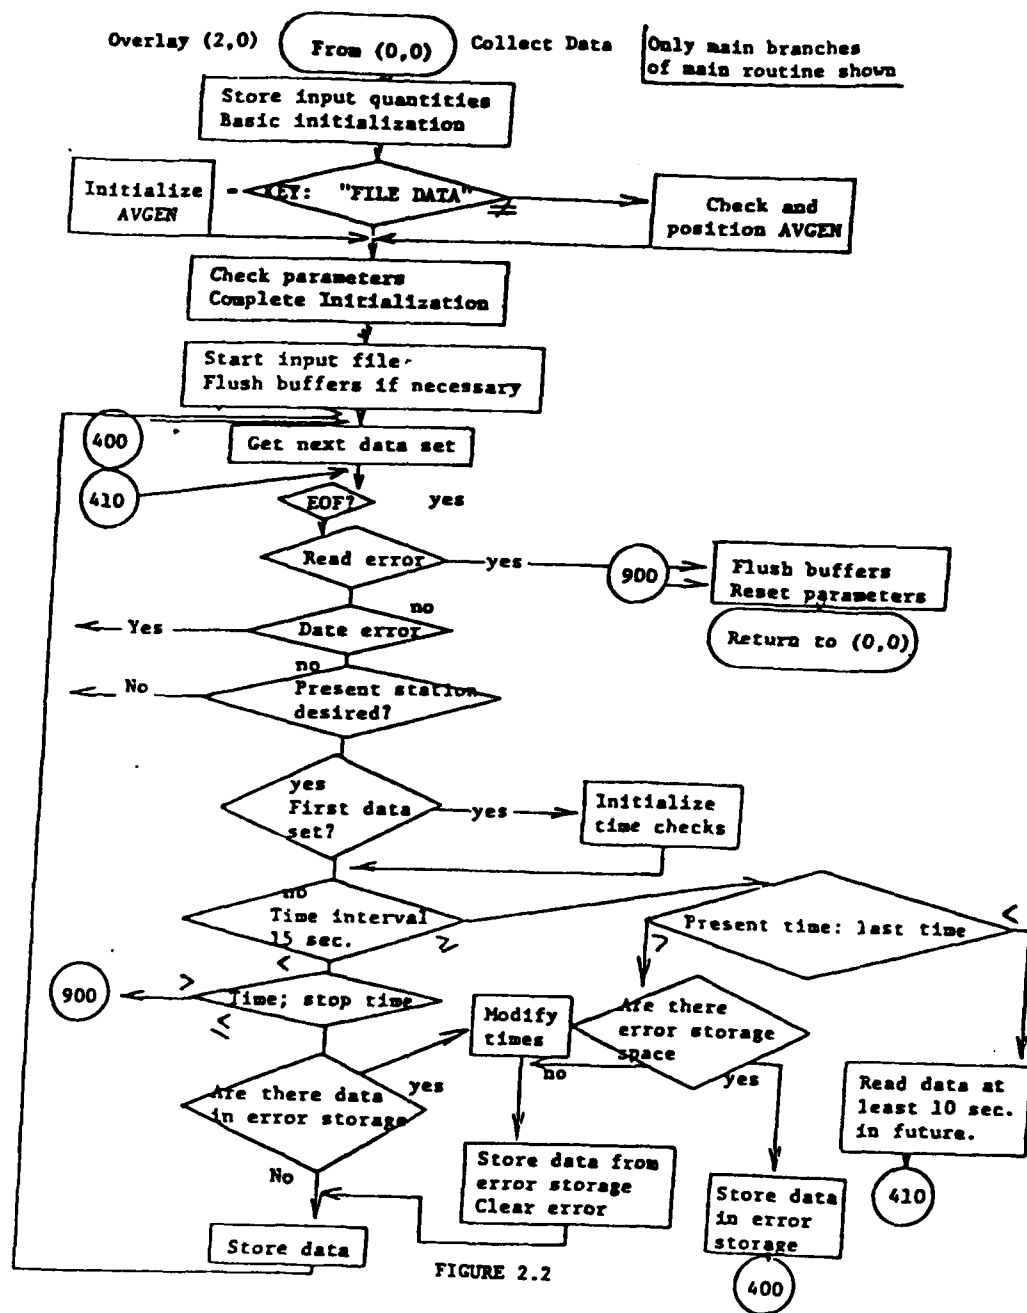 Overlay (2,0)
From (0,0)
Collect Data
Only main branches
of main routine shown
Store input quantities
Basic initialization
Initialize
AVGEN
=
KEY: "FILE DATA"
≠
Check and
position AVGEN
Check parameters
Complete Initialization
Start input file
Flush buffers if necessary
400
Get next data set
410
EOF?
yes
Read error
yes
900
Flush buffers
Reset parameters
Return to (0,0)
no
Yes
Date error
no
No
Present station
desired?
yes
First data
set?
yes
Initialize
time checks
no
Time interval
15 sec.
≥
<
Present time: last time
<
>
900
>
Time; stop time
≤
Modify
times
Are there
error storage
space
no
yes
Read data at
least 10 sec.
in future.
410
Are there data
in error storage
yes
No
Store data from
error storage
Clear error
Store data
in error
storage
400
Store data
FIGURE 2.2